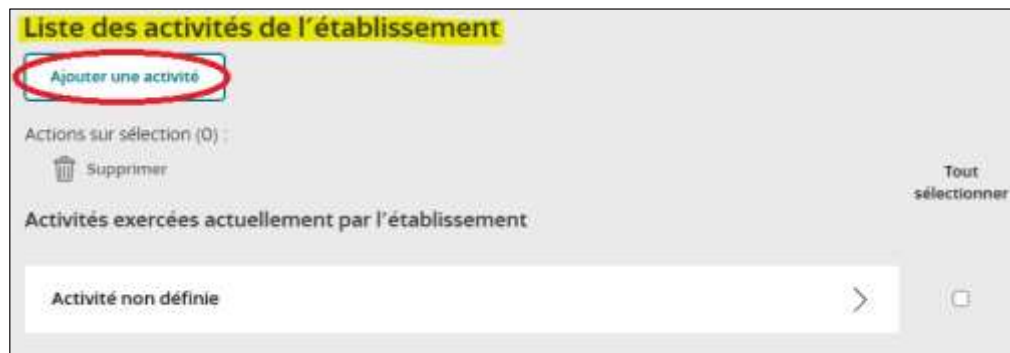 Liste des activités de l'établissement
Ajouter une activité
Actions sur sélection (0) :
Supprimer
Tout
sélectionner
Activités exercées actuellement par l'établissement
Activité non définie